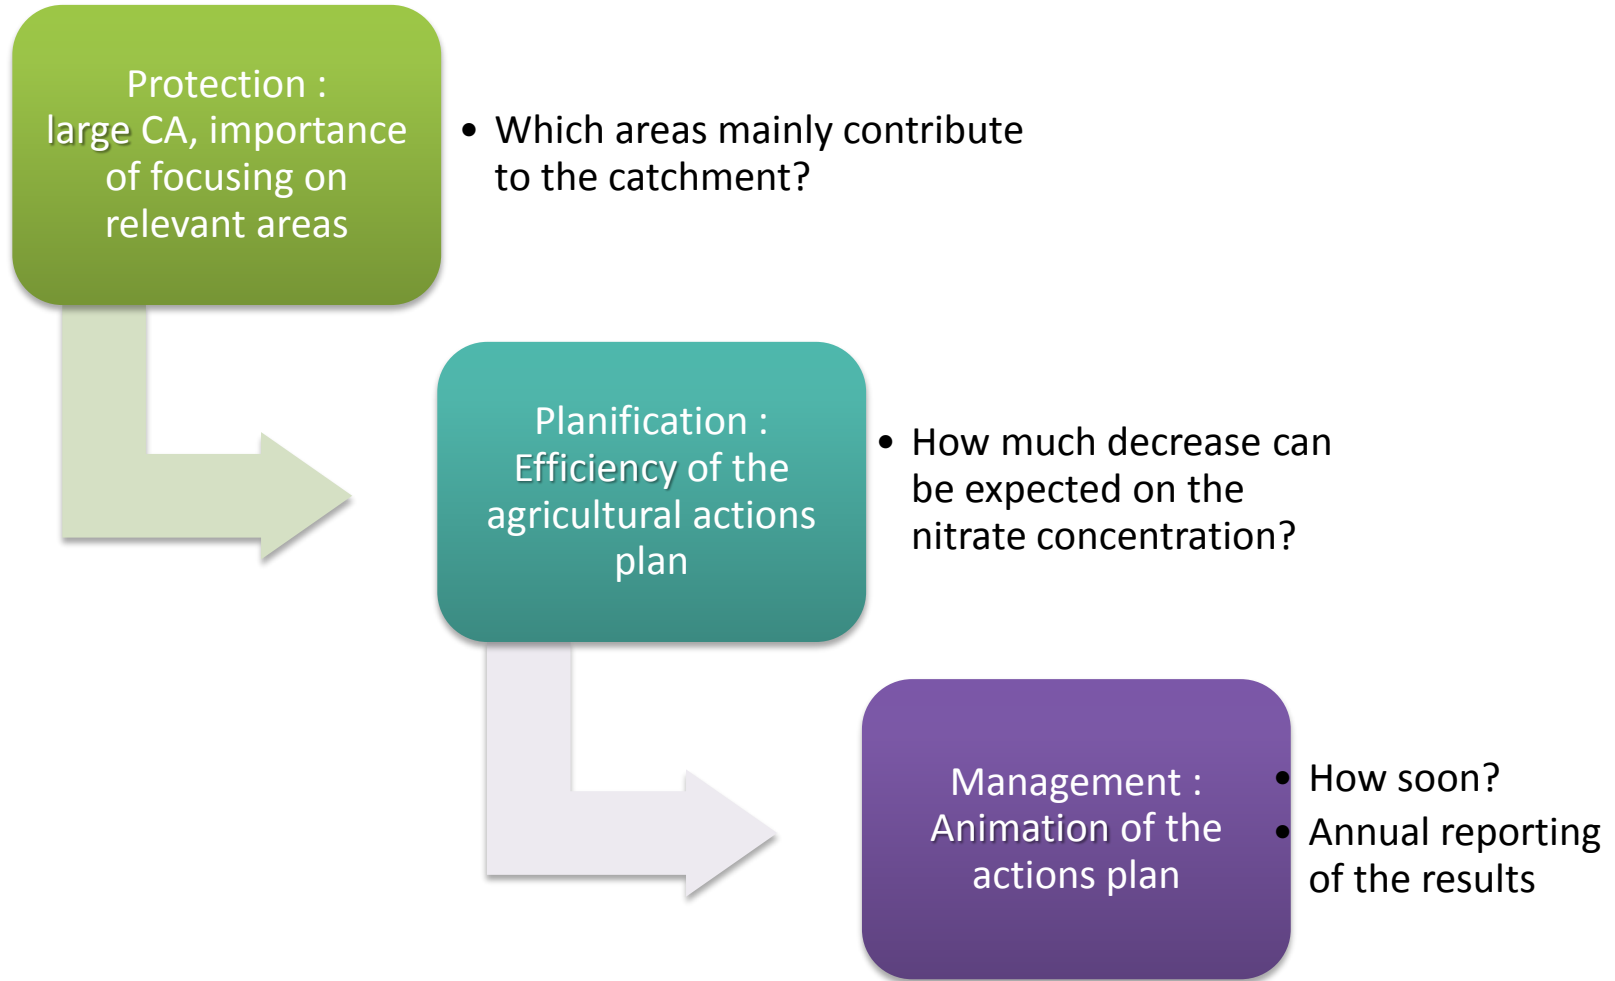 Protection :
large CA, importance
of focusing on
relevant areas
• Which areas mainly contribute
to the catchment?
Planification :
Efficiency of the
agricultural actions
plan
• How much decrease can
be expected on the
nitrate concentration?
Management :
Animation of the
actions plan
• How soon?
• Annual reporting
of the results